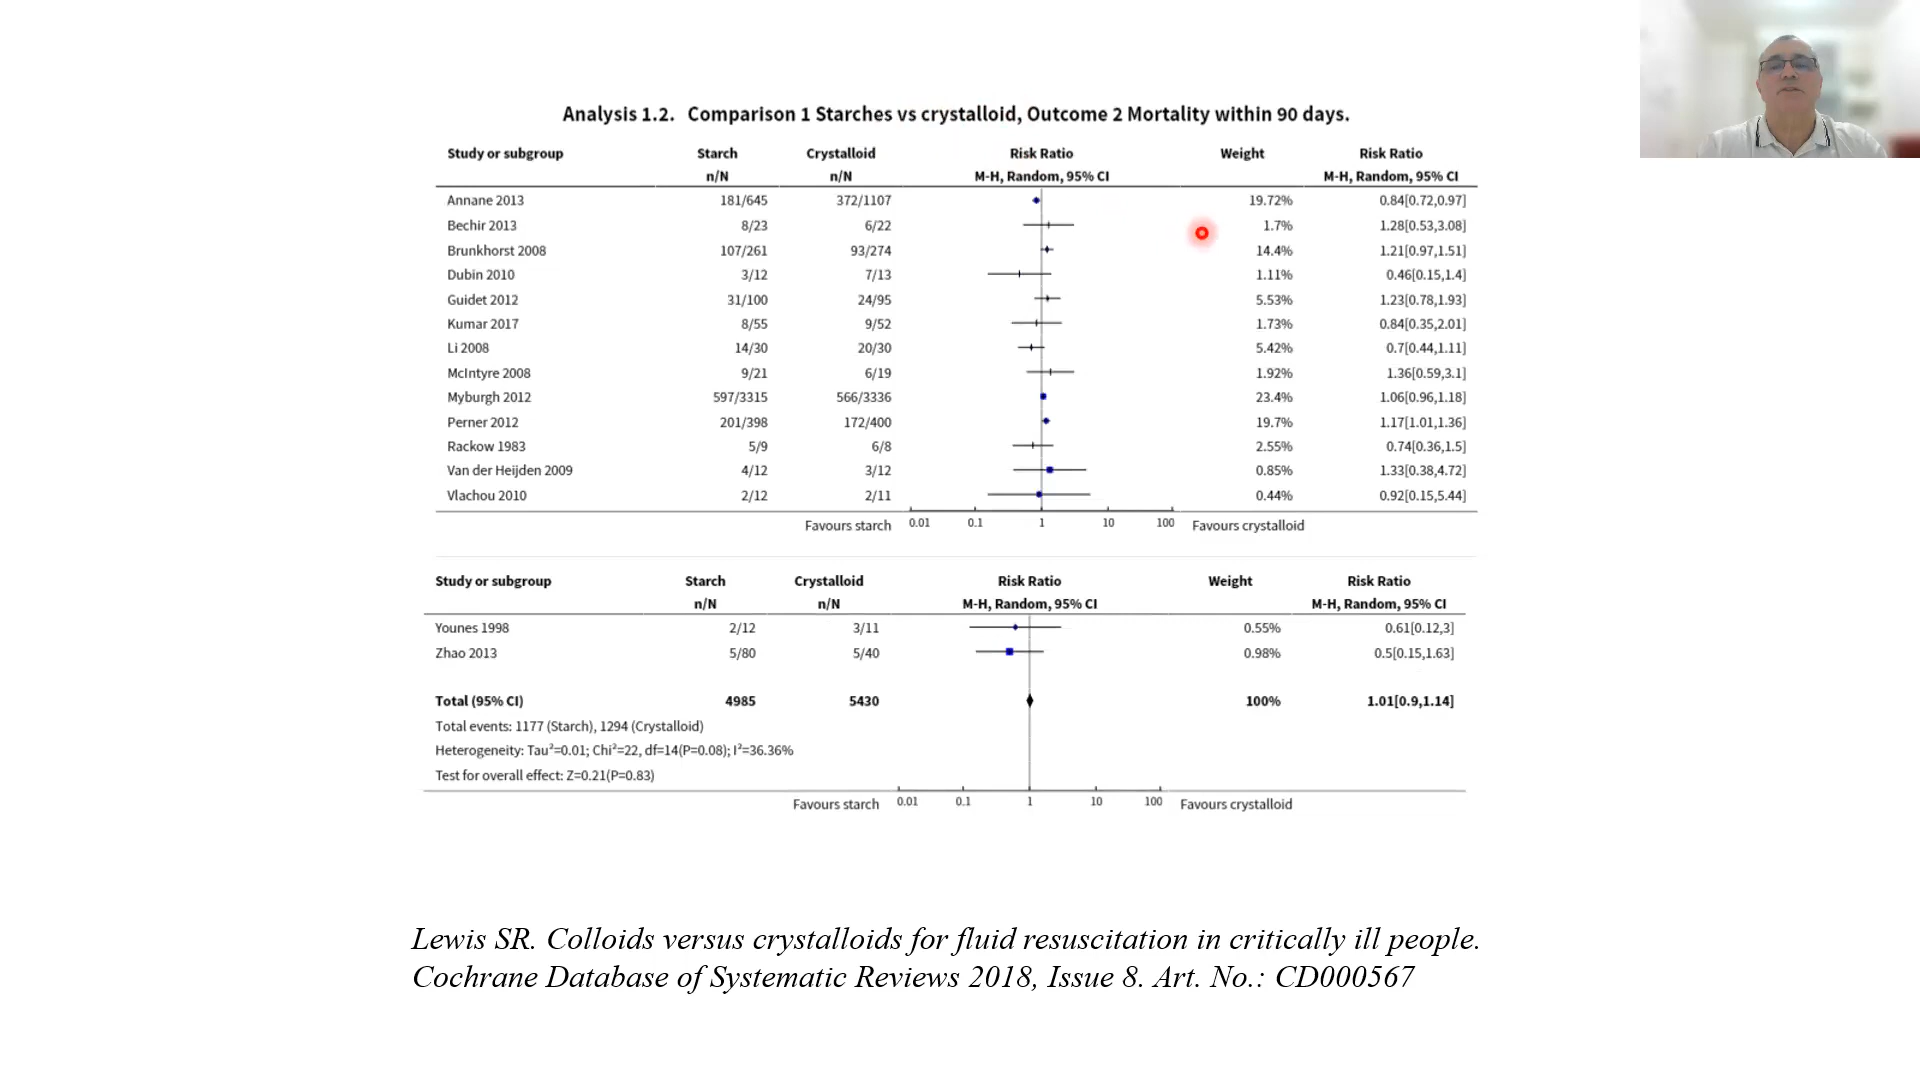 Analysis 1.2. Comparison 1 Starches vs crystalloid, Outcome 2 Mortality within 90 days.
Study or subgroup Starch Crystalloid Risk Ratio Weight Risk Ratio
n/N n/N M-H, Random, 95% CI M-H, Random, 95% CI
Annane 2013 181/645 372/1107 19.72% 0.84[0.72,0.97]
Bechir 2013 8/23 6/22 1.7% 1.28[0.53,3.08]
Brunkhorst 2008 107/261 93/274 14.4% 1.21[0.97,1.51]
Dubin 2010 3/12 7/13 1.11% 0.46[0.15,1.4]
Guidet 2012 31/100 24/95 5.53% 1.23[0.78,1.93]
Kumar 2017 8/55 9/52 1.73% 0.84[0.35,2.01]
Li 2008 14/30 20/30 5.42% 0.7[0.44,1.11]
McIntyre 2008 9/21 6/19 1.92% 1.36[0.59,3.1]
Myburgh 2012 597/3315 566/3336 23.4% 1.06[0.96,1.18]
Perner 2012 201/398 172/400 19.7% 1.17[1.01,1.36]
Rackow 1983 5/9 6/8 2.55% 0.74[0.36,1.5]
Van der Heijden 2009 4/12 3/12 0.85% 1.33[0.38,4.72]
Vlachou 2010 2/12 2/11 0.44% 0.92[0.15,5.44]
Favours starch 0.01 0.1 1 10 100 Favours crystalloid
Study or subgroup Starch Crystalloid Risk Ratio Weight Risk Ratio
n/N n/N M-H, Random, 95% CI M-H, Random, 95% CI
Younes 1998 2/12 3/11 0.55% 0.61[0.12,3]
Zhao 2013 5/80 5/40 0.98% 0.5[0.15,1.63]
Total (95% CI) 4985 5430 100% 1.01[0.9,1.14]
Total events: 1177 (Starch), 1294 (Crystalloid)
Heterogeneity: Tau²=0.01; Chi²=22, df=14(P=0.08); I²=36.36%
Test for overall effect: Z=0.21(P=0.83)
Favours starch 0.01 0.1 1 10 100 Favours crystalloid
Lewis SR. Colloids versus crystalloids for fluid resuscitation in critically ill people.
Cochrane Database of Systematic Reviews 2018, Issue 8. Art. No.: CD000567